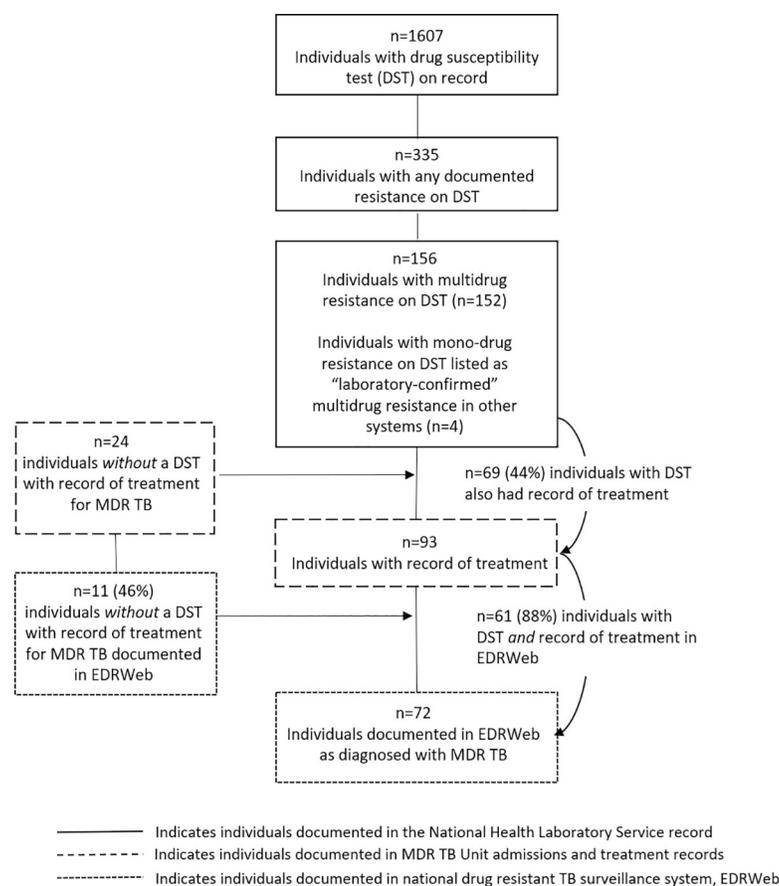 n=1607
Individuals with drug susceptibility
test (DST) on record
n=335
Individuals with any documented
resistance on DST
n=156
Individuals with multidrug
resistance on DST (n=152)
Individuals with mono-drug
resistance on DST listed as
“laboratory-confirmed”
multidrug resistance in other
systems (n=4)
n=24
individuals without a DST
with record of treatment
for MDR TB
n=69 (44%) individuals with DST
also had record of treatment
n=93
Individuals with record of treatment
n=11 (46%)
individuals without a DST
with record of treatment
for MDR TB documented
in EDRWeb
n=61 (88%) individuals with
DST and record of treatment in
EDRWeb
n=72
Individuals documented in EDRWeb
as diagnosed with MDR TB
Indicates individuals documented in the National Health Laboratory Service record
Indicates individuals documented in MDR TB Unit admissions and treatment records
Indicates individuals documented in national drug resistant TB surveillance system, EDRWeb